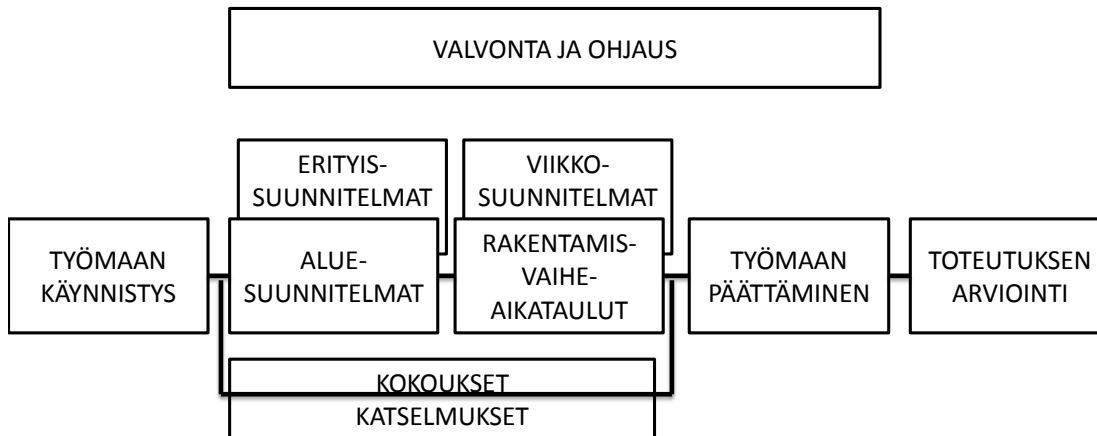 VALVONTA JA OHJAUS
ERITYIS-
SUUNNITELMAT
VIIKKO-
SUUNNITELMAT
TYÖMAAN
KÄYNNISTYS
ALUE-
SUUNNITELMAT
RAKENTAMIS-
VAIHE-
AIKATAULUT
TYÖMAAN
PÄÄTTÄMINEN
TOTEUTUKSEN
ARVIOINTI
KOKOUKSET
KATSELMUKSET